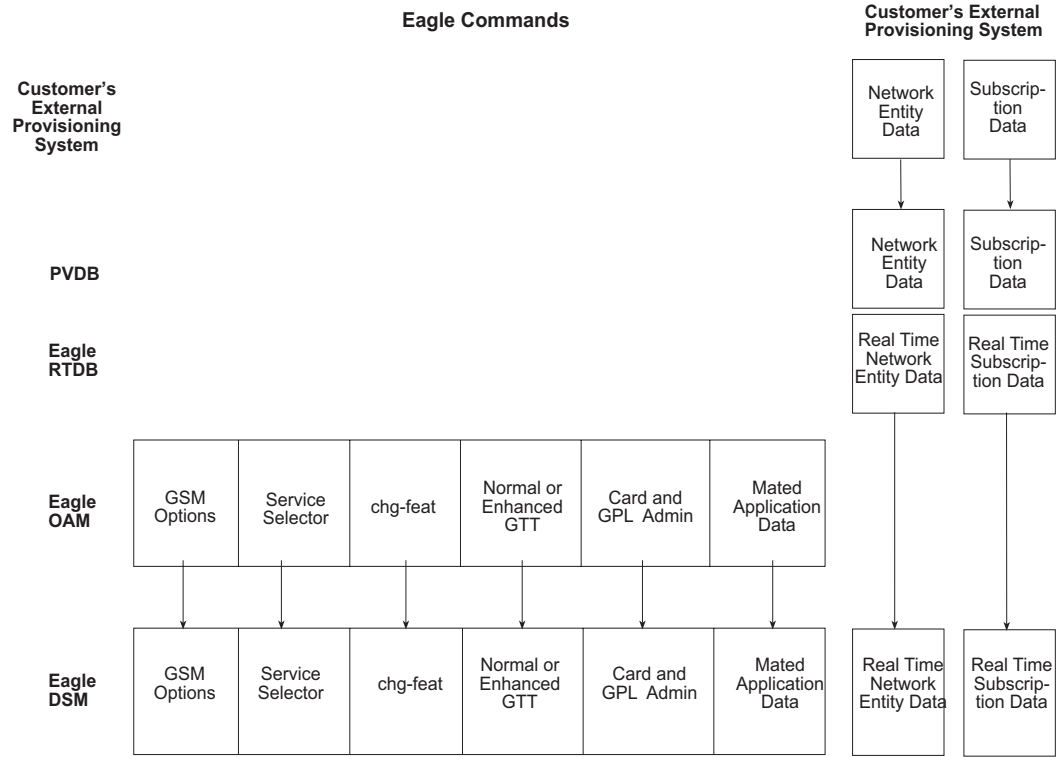 Eagle Commands
Customer's External
Provisioning System
Customer's
External
Provisioning
System
Network
Entity
Data
Subscrip-
tion
Data
PVDB
Network
Entity
Data
Subscrip-
tion
Data
Eagle
RTDB
Real Time
Network
Entity Data
Real Time
Subscrip-
tion Data
Eagle
OAM
GSM
Options
Service
Selector
chg-feat
Normal or
Enhanced
GTT
Card and
GPL Admin
Mated
Application
Data
Eagle
DSM
GSM
Options
Service
Selector
chg-feat
Normal or
Enhanced
GTT
Card and
GPL Admin
Mated
Application
Data
Real Time
Network
Entity Data
Real Time
Subscrip-
tion Data